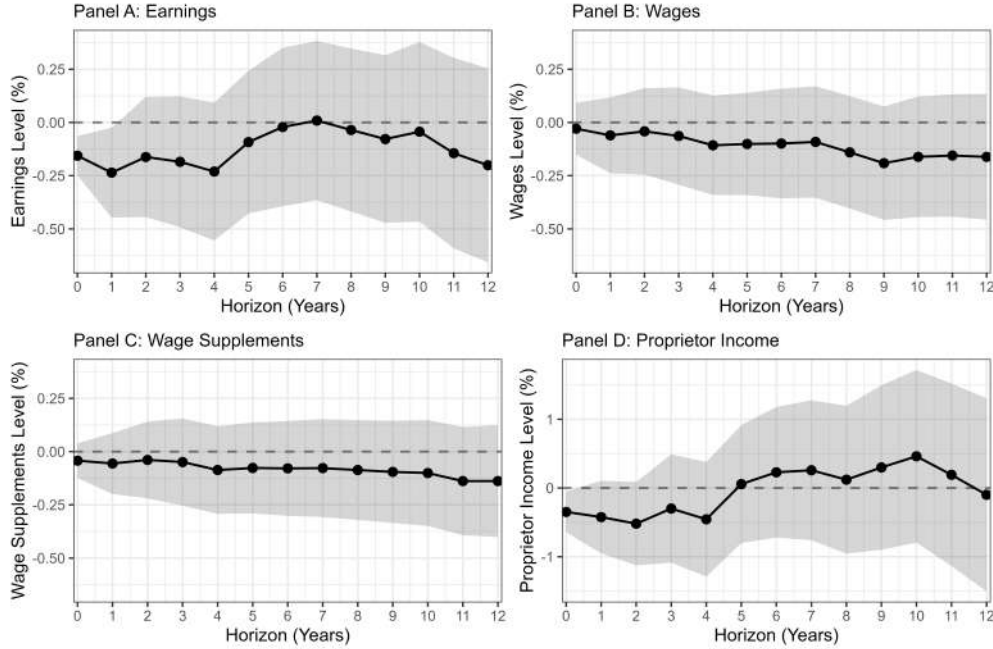 Panel A: Earnings
Earnings Level (%)
0.25
0.00
-0.25
-0.50
0 1 2 3 4 5 6 7 8 9 10 11 12
Horizon (Years)
Panel B: Wages
Wages Level (%)
0.25
0.00
-0.25
-0.50
0 1 2 3 4 5 6 7 8 9 10 11 12
Horizon (Years)
Panel C: Wage Supplements
Wage Supplements Level (%)
0.25
0.00
-0.25
-0.50
0 1 2 3 4 5 6 7 8 9 10 11 12
Horizon (Years)
Panel D: Proprietor Income
Proprietor Income Level (%)
1
0
-1
0 1 2 3 4 5 6 7 8 9 10 11 12
Horizon (Years)